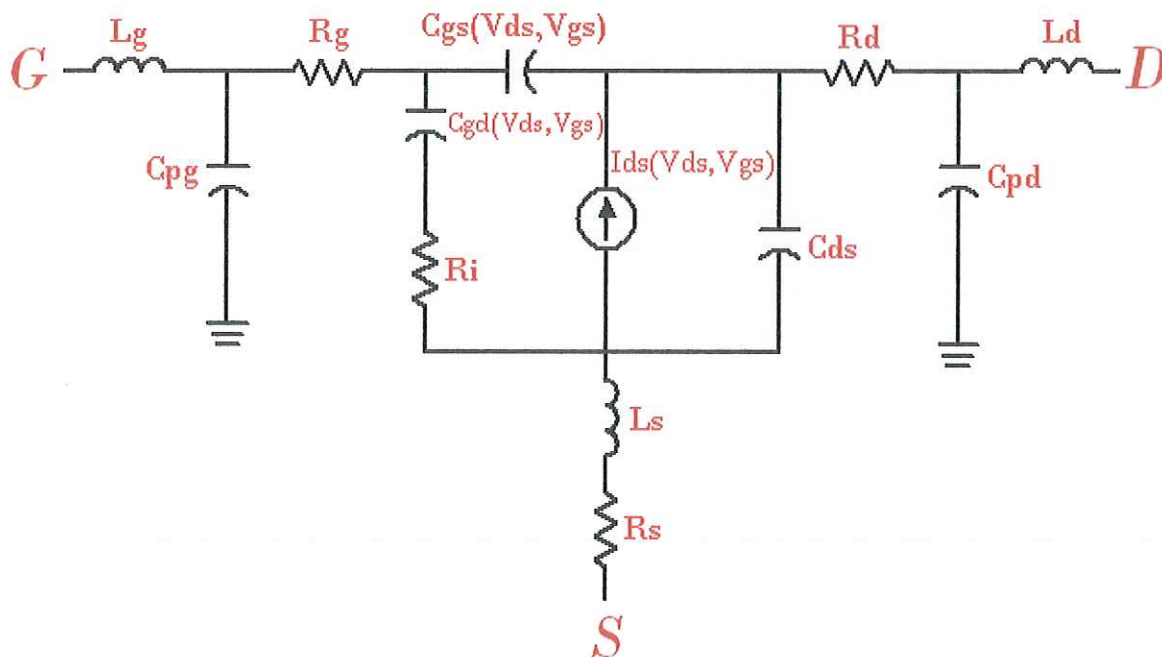 Cgs(Vds,Vgs)
Lg
Rg
Rd
Ld
G
D
Cgd(Vds,Vgs)
Ids(Vds,Vgs)
Cpg
Cpd
Ri
Cds
Ls
Rs
S